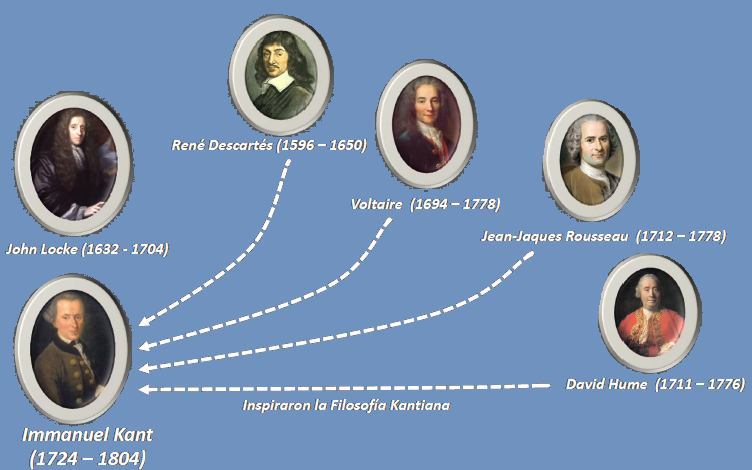 René Descartés (1596 – 1650)
Voltaire (1694 – 1778)
Jean-Jaques Rousseau (1712 – 1778)
John Locke (1632 - 1704)
David Hume (1711 – 1776)
Inspiraron la Filosofía Kantiana
Immanuel Kant
(1724 – 1804)